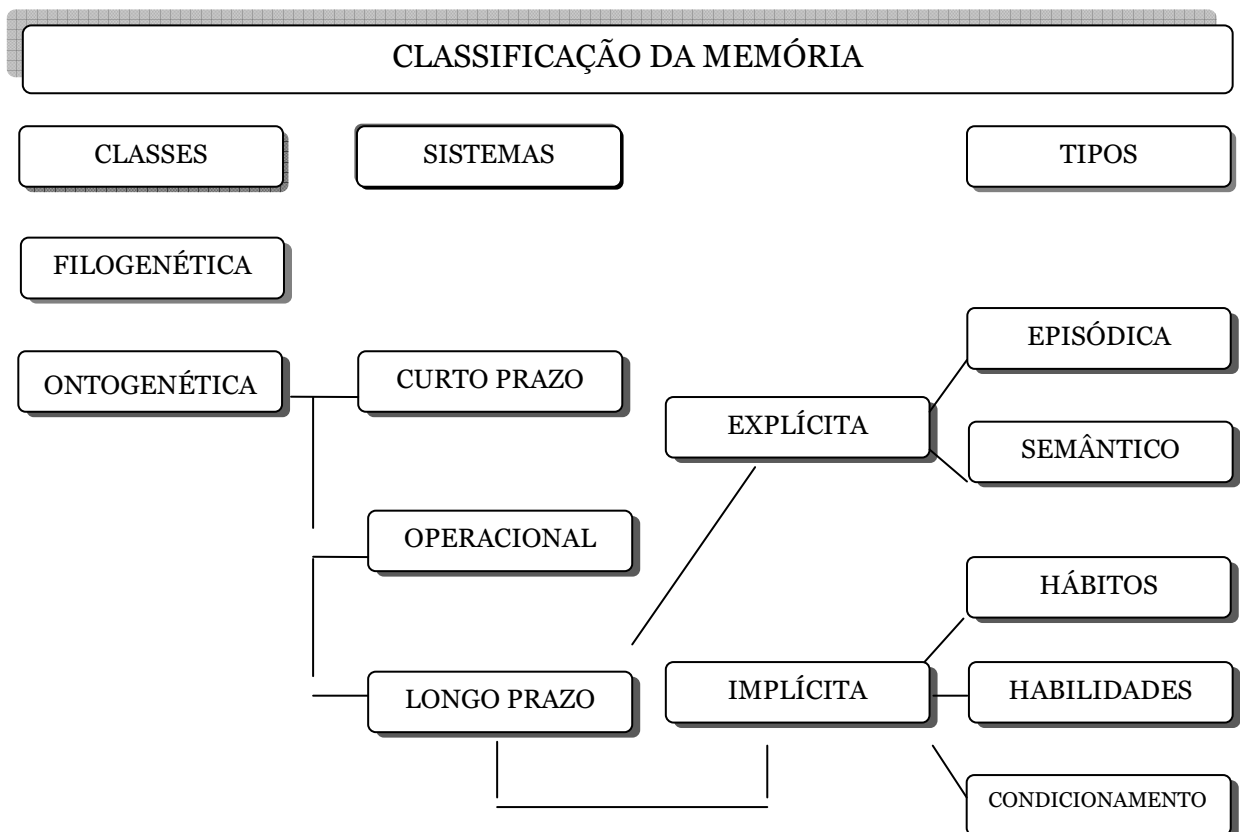 CLASSIFICAÇÃO DA MEMÓRIA
CLASSES
SISTEMAS
TIPOS
FILOGENÉTICA
ONTOGENÉTICA
CURTO PRAZO
OPERACIONAL
LONGO PRAZO
EXPLÍCITA
IMPLÍCITA
EPISÓDICA
SEMÂNTICO
HÁBITOS
HABILIDADES
CONDICIONAMENTO